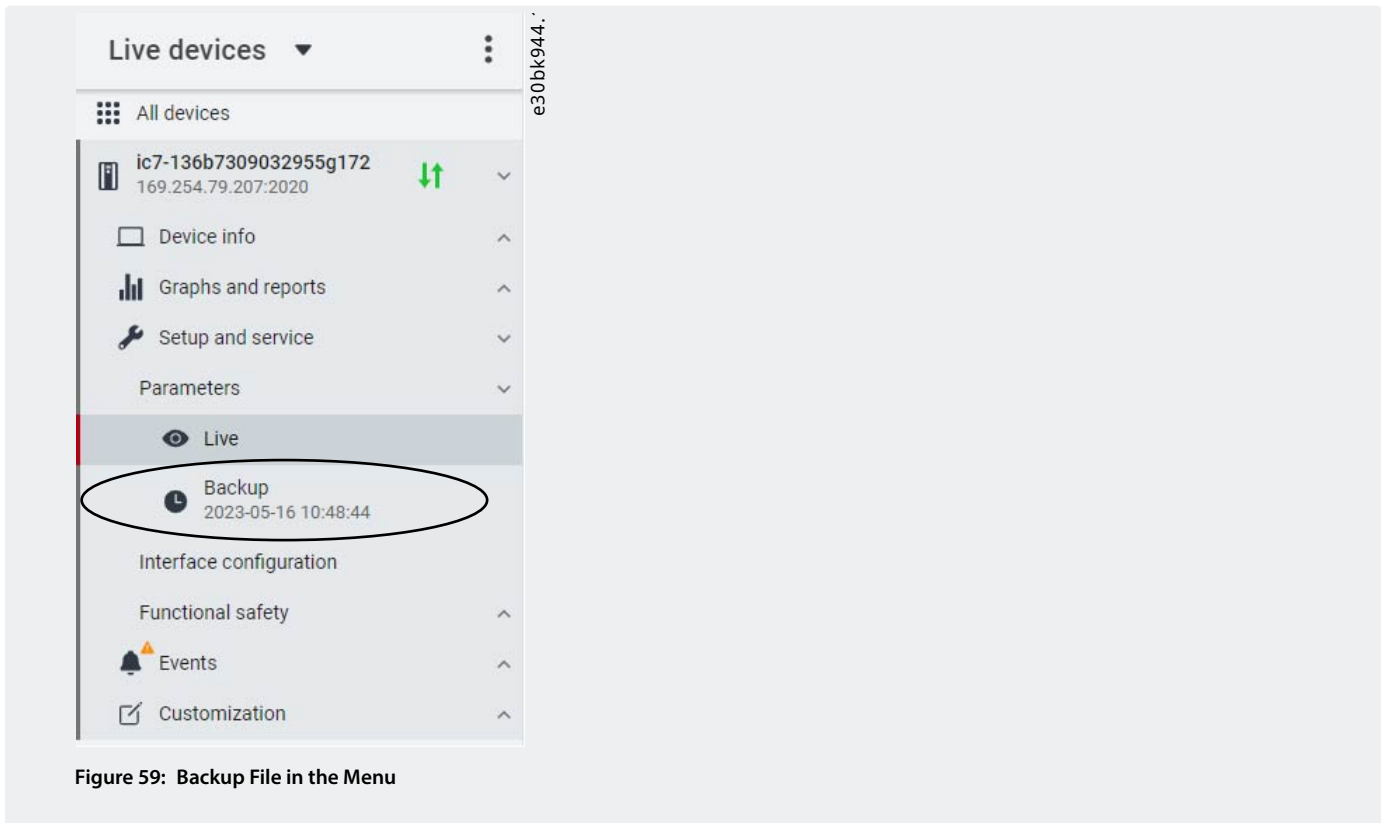 Live devices
e30bk944.
All devices
ic7-136b7309032955g172
169.254.79.207:2020
Device info
Graphs and reports
Setup and service
Parameters
Live
Backup
2023-05-16 10:48:44
Interface configuration
Functional safety
Events
Customization
Figure 59: Backup File in the Menu